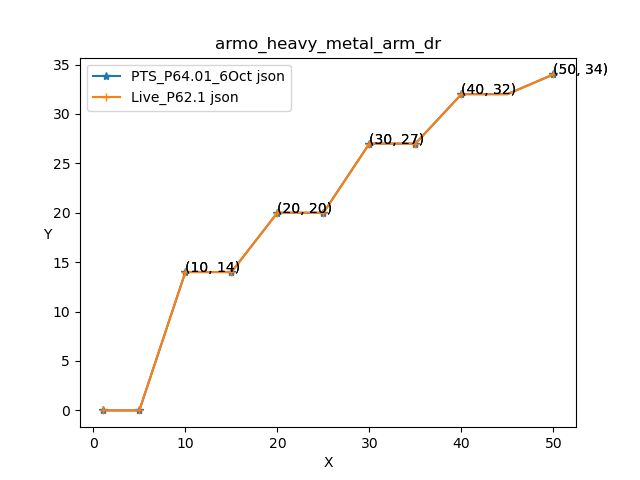 armo_heavy_metal_arm_dr
PTS_P64.01_6Oct json
Live_P62.1 json
(50, 34)
(40, 32)
(30, 27)
(20, 20)
(10, 14)
Y
35
30
25
20
15
10
5
0
0 10 20 30 40 50
X